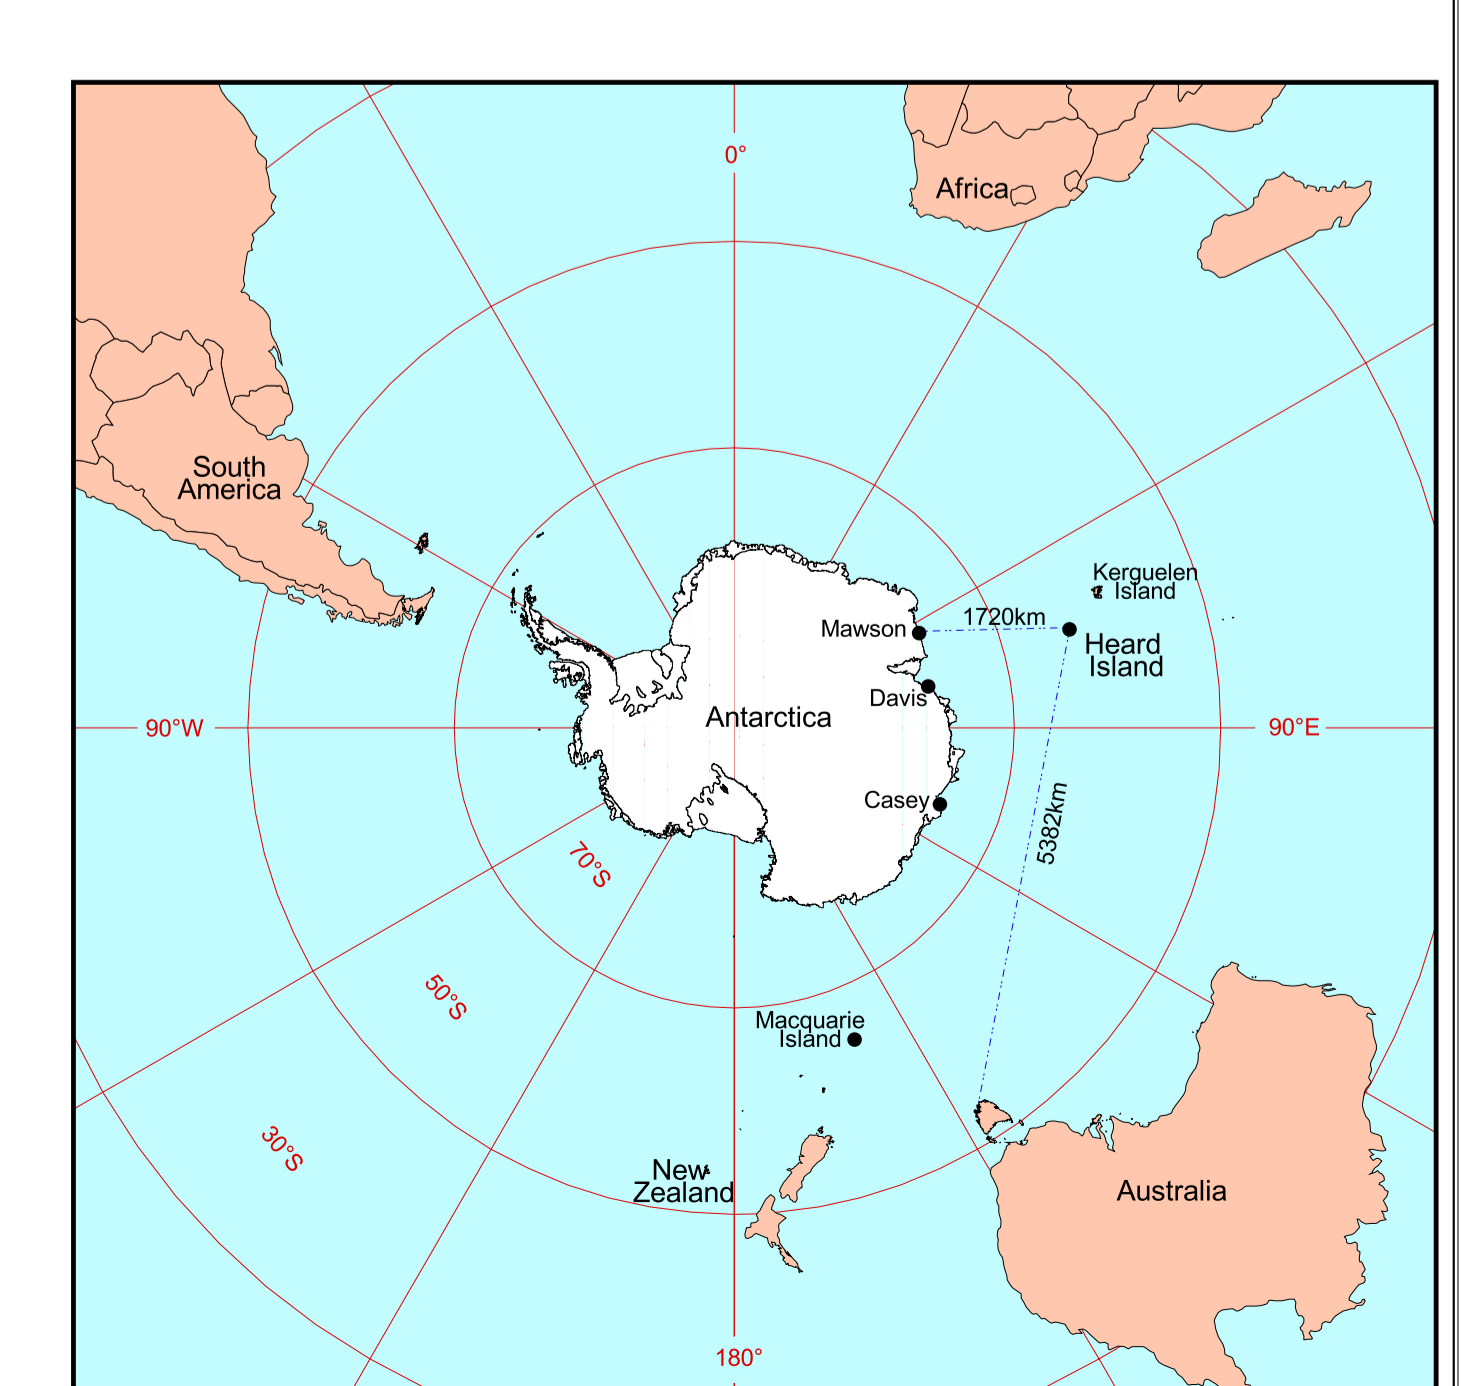 0°
Africa
South
America
Kerguelen
Island
1720km
Mawson
Heard
Island
Davis
Antarctica
90°W
90°E
Casey
5382km
70°S
50°S
Macquarie
Island
30°S
New
Zealand
Australia
180°